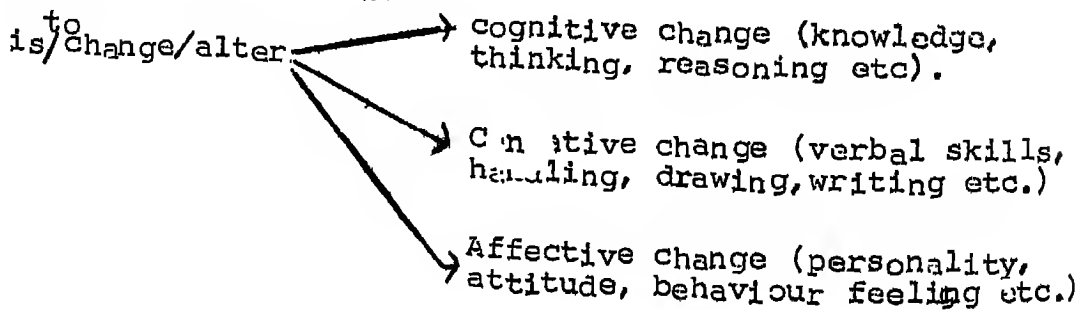 to
is/change/alter
cognitive change (knowledge,
thinking, reasoning etc).
change (verbal skills,
drawing, writing etc.)
Affective change (personality,
attitude, behaviour feeling etc.)